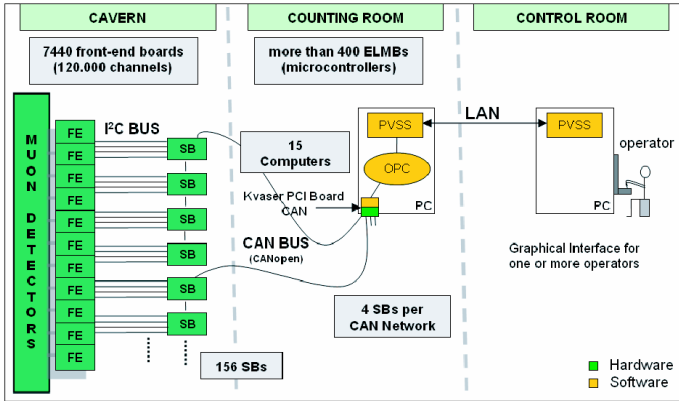 CAVERN
COUNTING ROOM
CONTROL ROOM
7440 front-end boards
(120.000 channels)
more than 400 ELMBs
(microcontrollers)
MUON DETECTORS
FE
FE
FE
FE
FE
FE
FE
FE
FE
FE
FE
I²C BUS
SB
SB
SB
SB
SB
SB
156 SBs
15
Computers
Kvaser PCI Board
CAN
CAN BUS
(CANopen)
4 SBs per
CAN Network
PVSS
OPC
PC
LAN
PVSS
PC
operator
Graphical Interface for
one or more operators
Hardware
Software